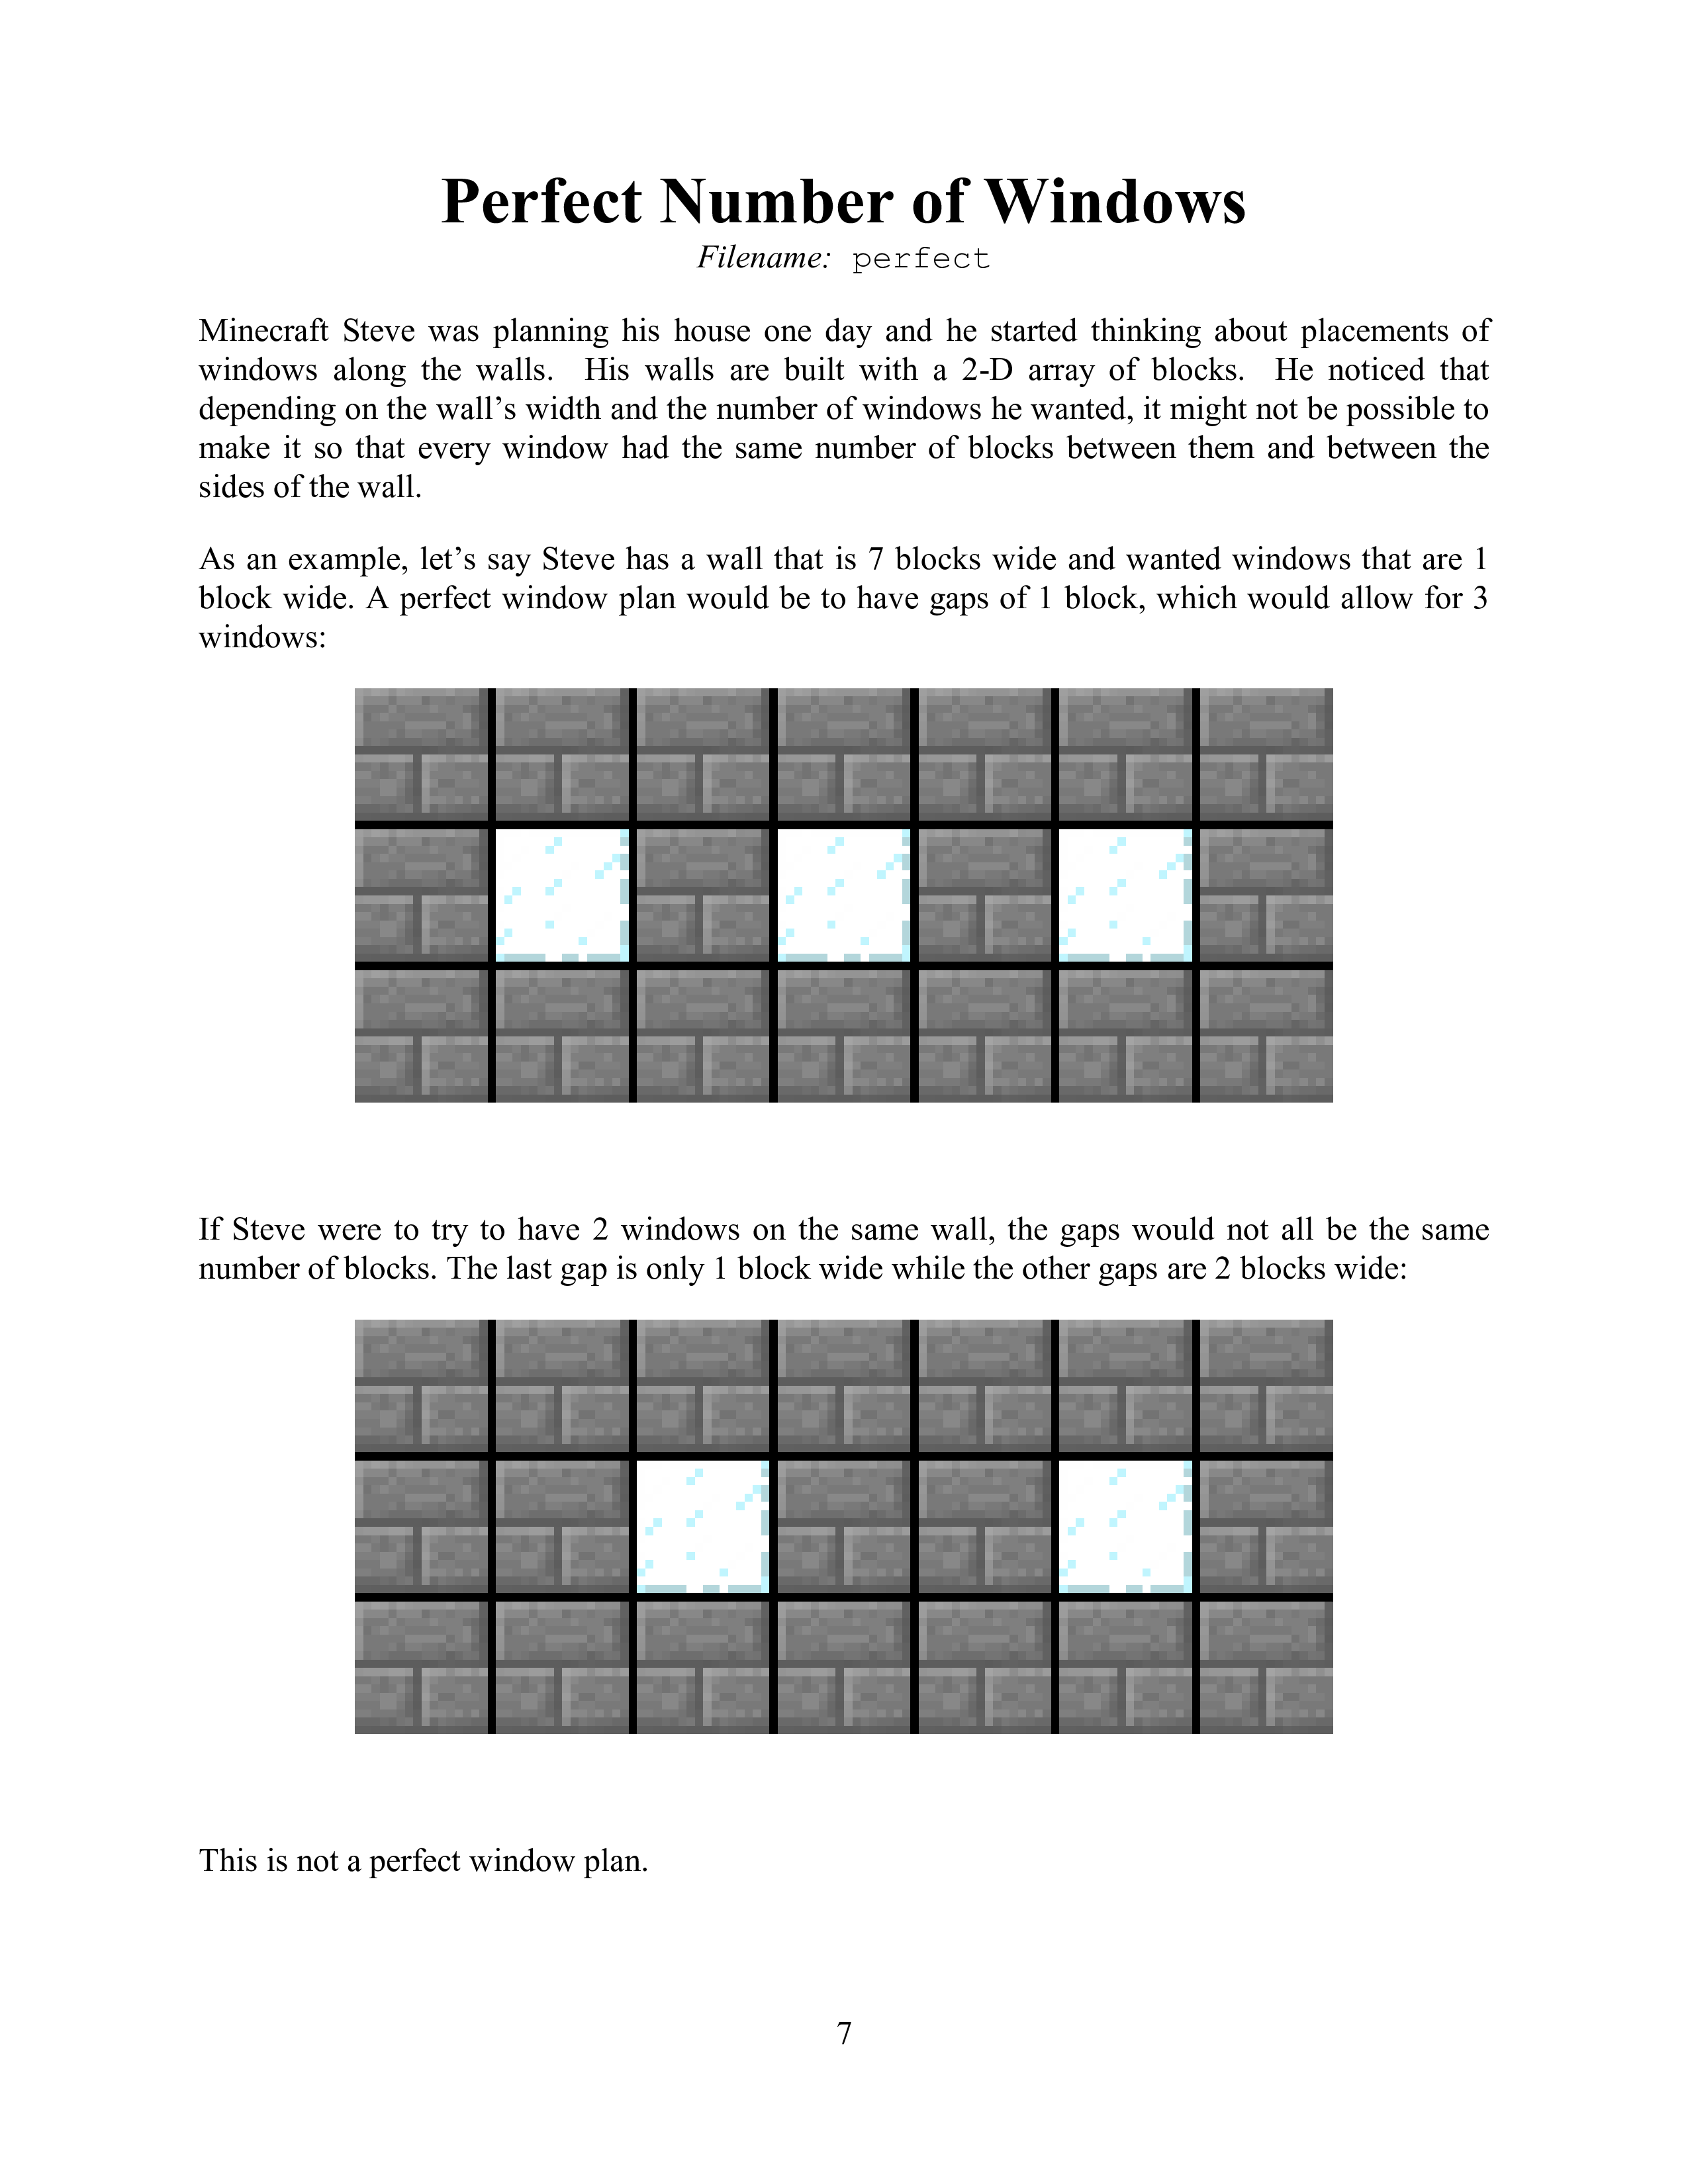 Perfect Number of Windows
Filename: perfect
Minecraft Steve was planning his house one day and he started thinking about placements of
windows along the walls. His walls are built with a 2-D array of blocks. He noticed that
depending on the wall’s width and the number of windows he wanted, it might not be possible to
make it so that every window had the same number of blocks between them and between the
sides of the wall.
As an example, let’s say Steve has a wall that is 7 blocks wide and wanted windows that are 1
block wide. A perfect window plan would be to have gaps of 1 block, which would allow for 3
windows:
If Steve were to try to have 2 windows on the same wall, the gaps would not all be the same
number of blocks. The last gap is only 1 block wide while the other gaps are 2 blocks wide:
This is not a perfect window plan.
7